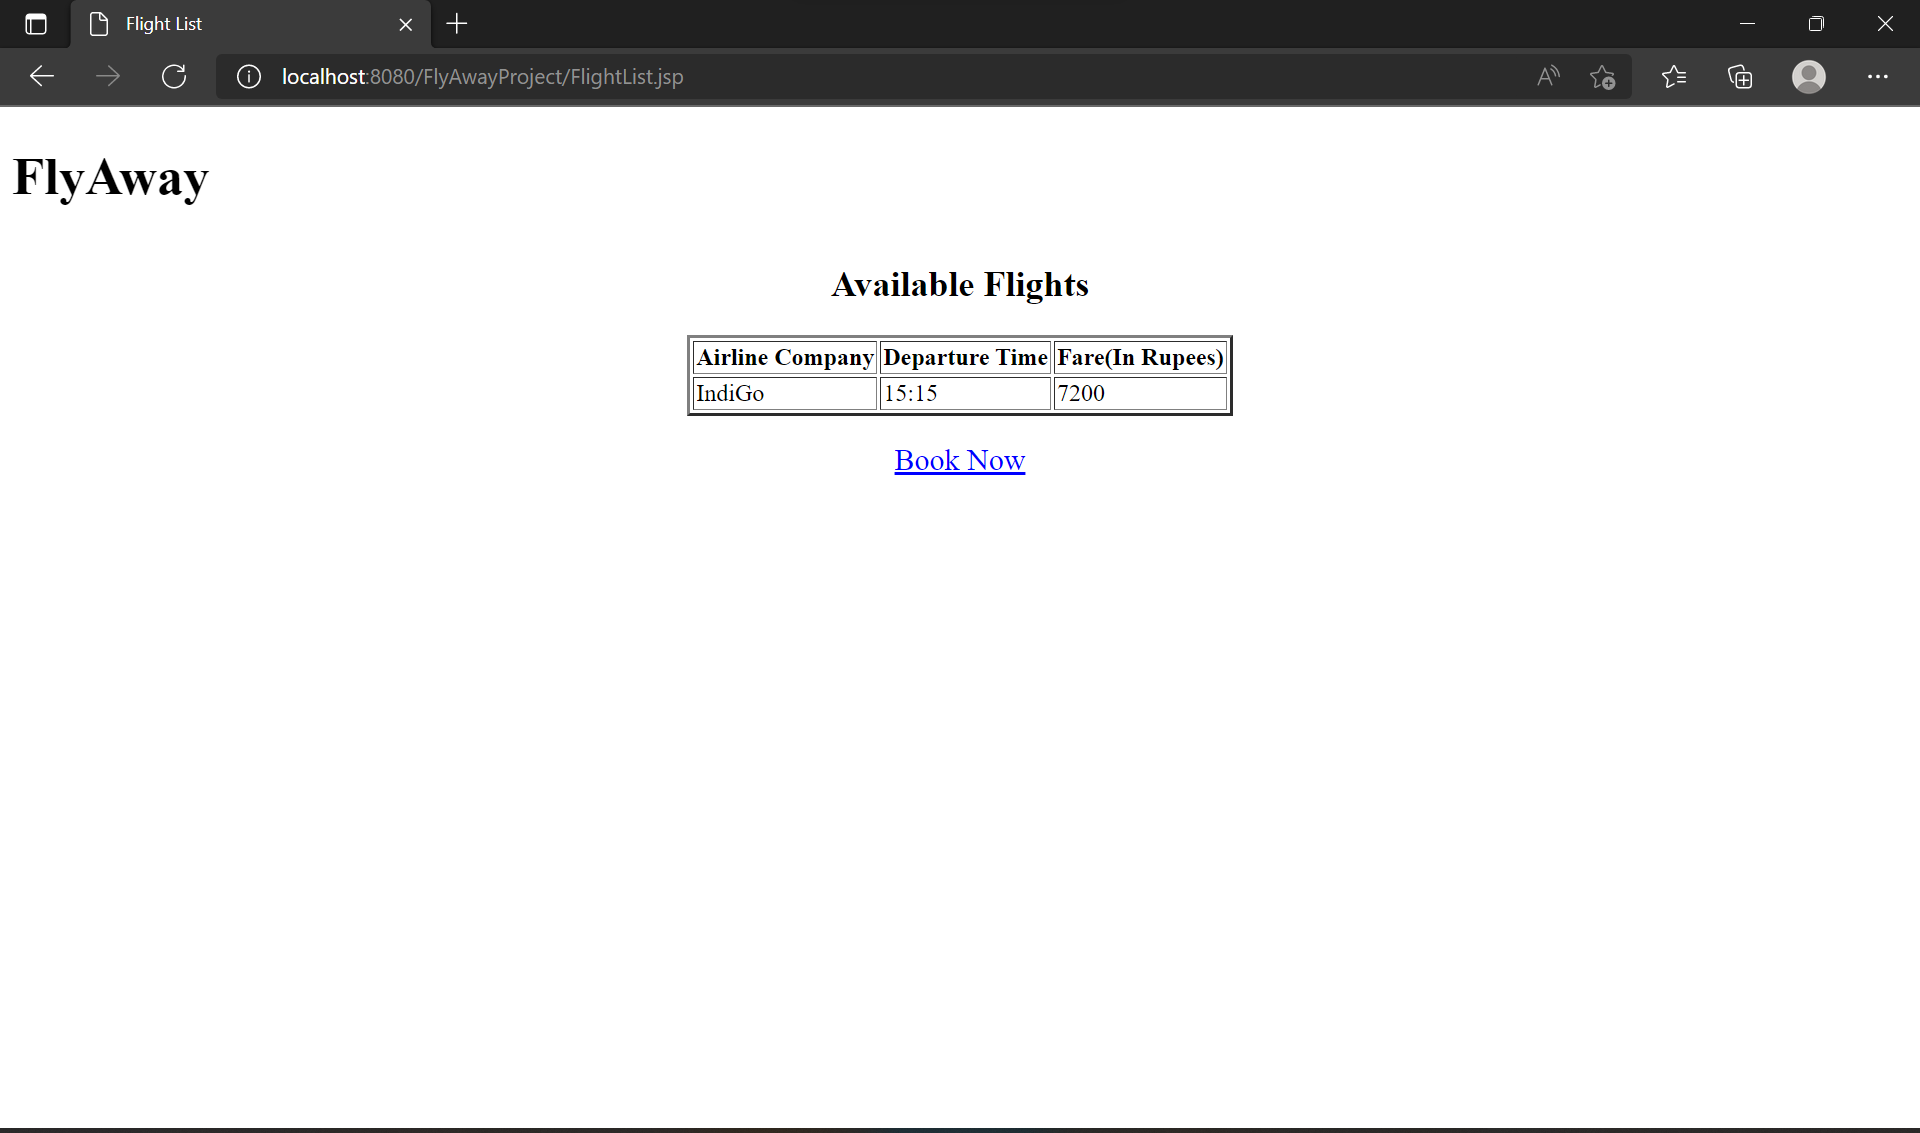 Flight List
localhost:8080/FlyAwayProject/FlightList.jsp
FlyAway
Available Flights
Airline Company Departure Time Fare(In Rupees)
IndiGo 15:15 7200
Book Now